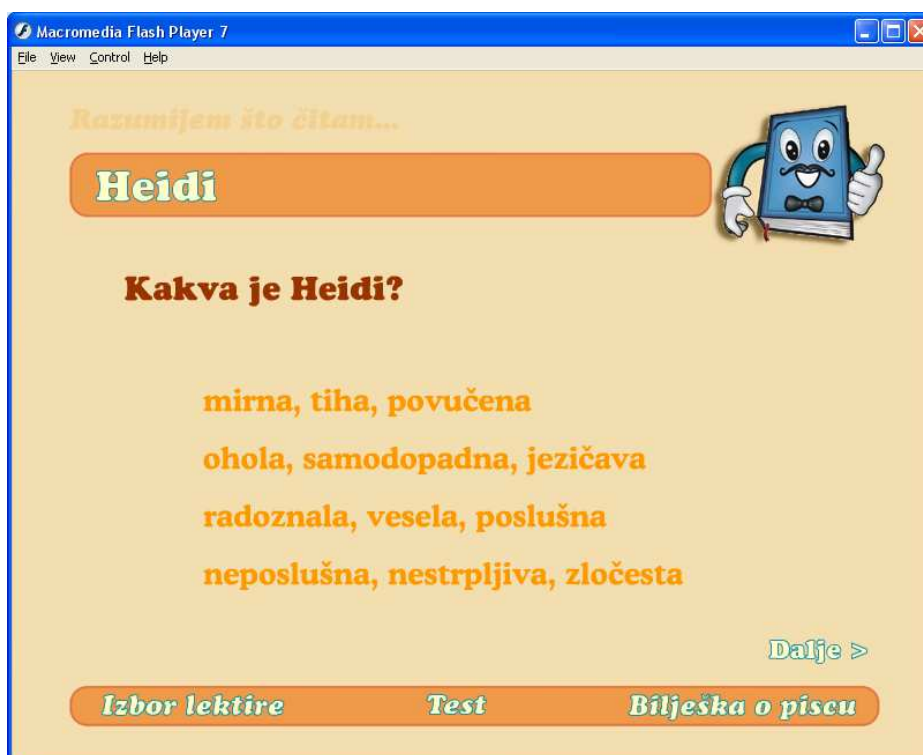 Macromedia Flash Player 7
File View Control Help
Razumijem što čitam...
Heidi
Kakva je Heidi?
mirna, tiha, povučena
ohola, samodopadna, jezičava
radoznala, vesela, poslušna
neposlušna, nestrpljiva, zločesta
Dalje >
Izbor lektire Test Bilješka o piscu